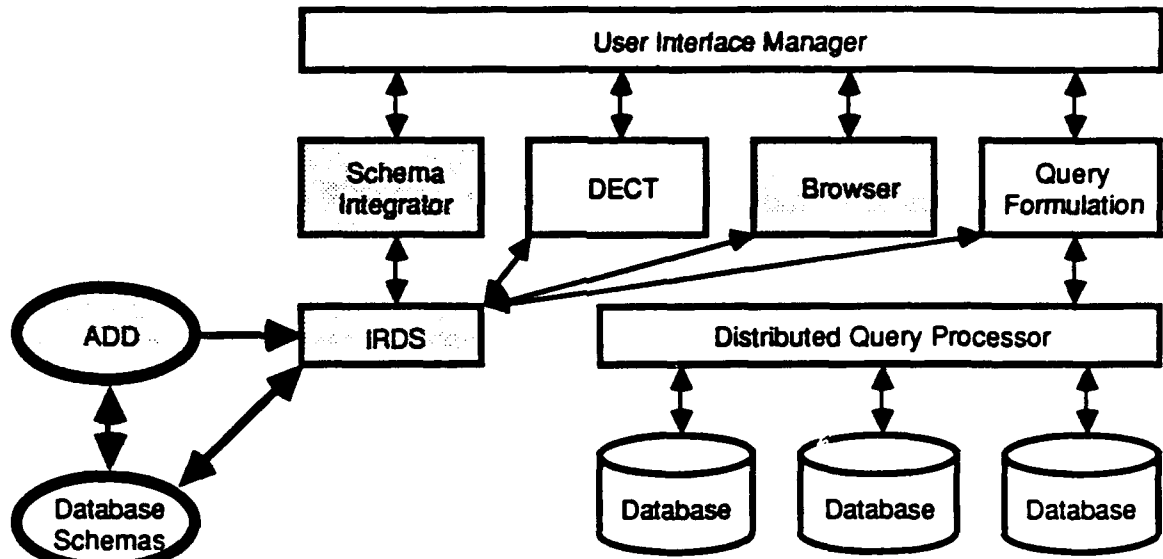 User Interface Manager
Schema
Integrator
DECT
Browser
Query
Formulation
ADD
IRDS
Distributed Query Processor
Database
Schemas
Database
Database
Database